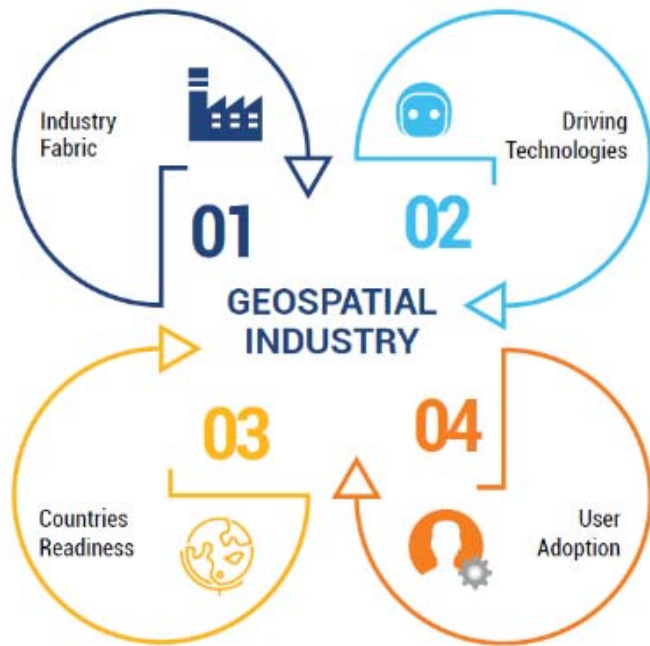 Industry
Fabric
01
Driving
Technologies
02
GEOSPATIAL
INDUSTRY
03
Countries
Readiness
04
User
Adoption